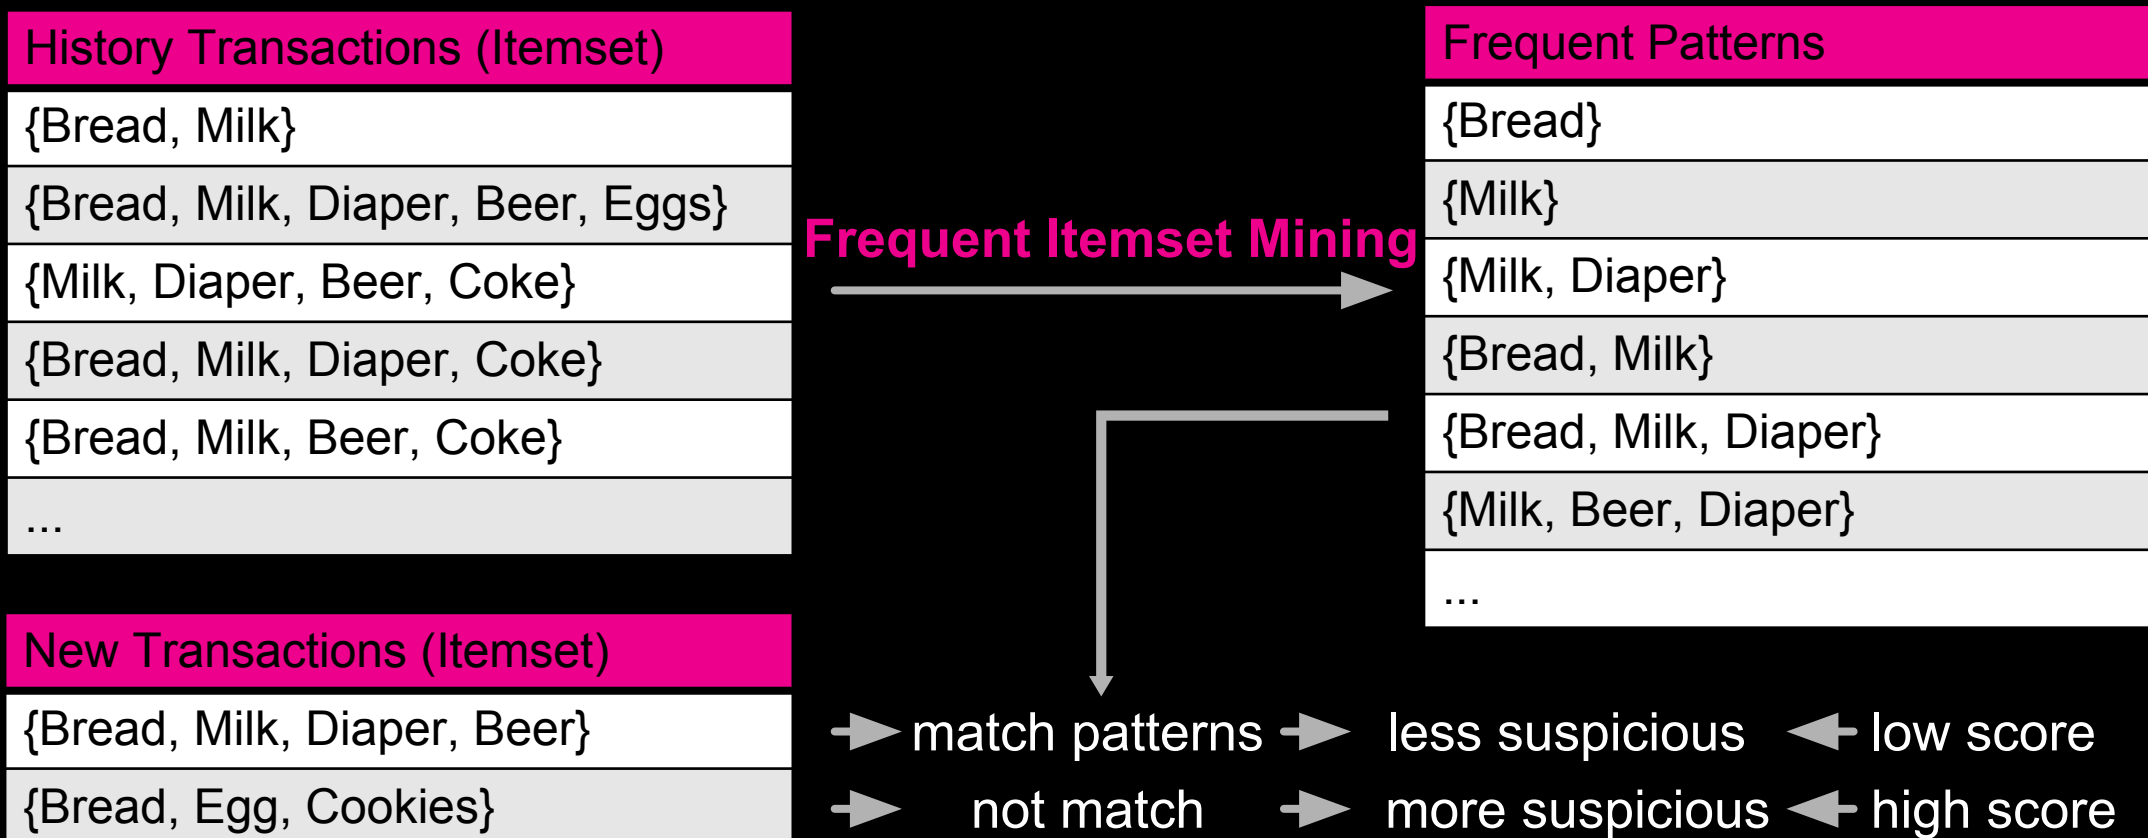 History Transactions (Itemset)
{Bread, Milk}
{Bread, Milk, Diaper, Beer, Eggs}
{Milk, Diaper, Beer, Coke}
{Bread, Milk, Diaper, Coke}
{Bread, Milk, Beer, Coke}
...
Frequent Itemset Mining
Frequent Patterns
{Bread}
{Milk}
{Milk, Diaper}
{Bread, Milk}
{Bread, Milk, Diaper}
{Milk, Beer, Diaper}
...
New Transactions (Itemset)
{Bread, Milk, Diaper, Beer} match patterns less suspicious low score
{Bread, Egg, Cookies} not match more suspicious high score